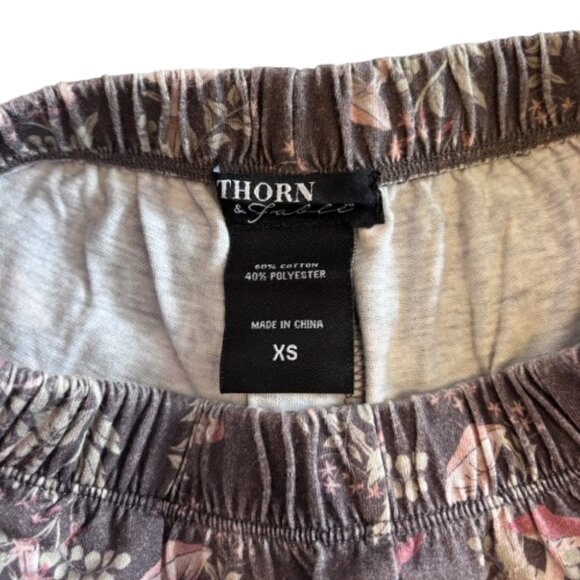 THORN
& Fable
60% COTTON
40% POLYESTER
MADE IN CHINA
XS